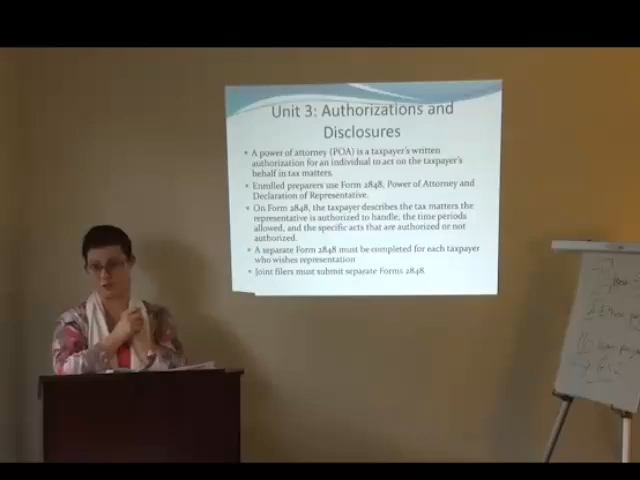 Unit 3: Authorizations and
Disclosures
• A power of attorney (POA) is a taxpayer's written
authorization for an individual to act on the taxpayer's
behalf in tax matters.
• Enrolled preparers use Form 2848, Power of Attorney and
Declaration of Representative.
• On Form 2848, the taxpayer describes the tax matters the
representative is authorized to handle, the time periods
allowed, and the specific acts that are authorized or not
authorized.
• A separate Form 2848 must be completed for each taxpayer
who wishes representation
• Joint filers must submit separate Forms 2848.